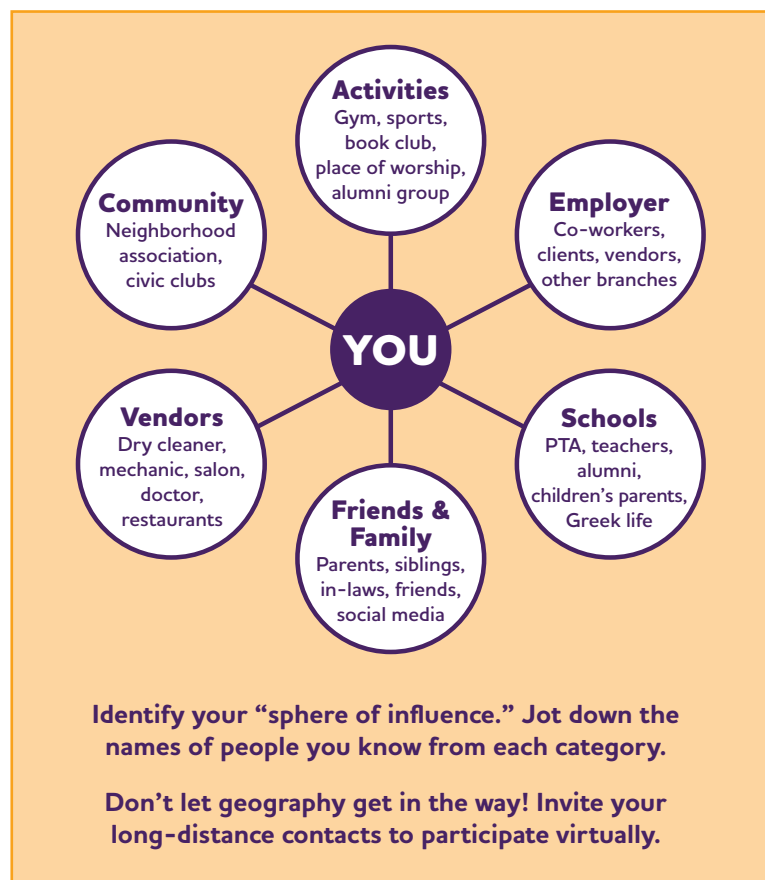 Activities
Gym, sports,
book club,
place of worship,
alumni group
Community
Neighborhood
association,
civic clubs
Employer
Co-workers,
clients, vendors,
other branches
YOU
Vendors
Dry cleaner,
mechanic, salon,
doctor,
restaurants
Schools
PTA, teachers,
alumni,
children’s parents,
Greek life
Friends &
Family
Parents, siblings,
in-laws, friends,
social media
Identify your “sphere of influence.” Jot down the
names of people you know from each category.
Don’t let geography get in the way! Invite your
long-distance contacts to participate virtually.